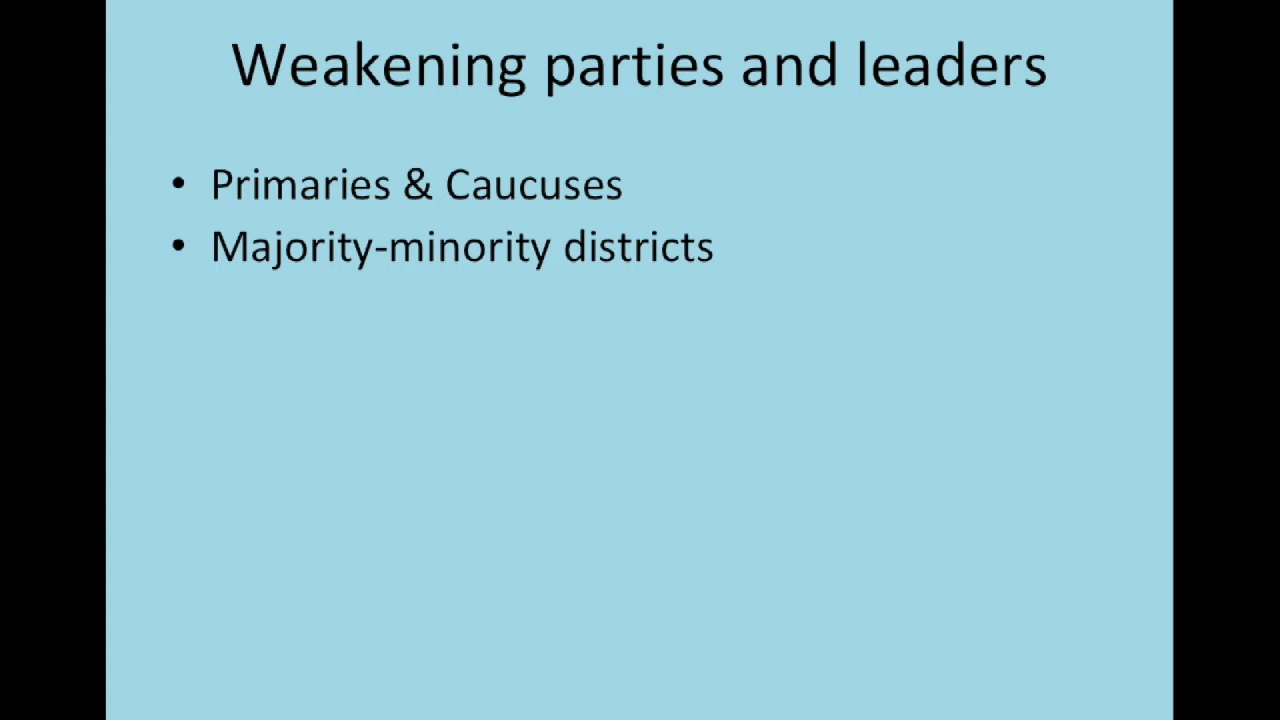 Weakening parties and leaders
• Primaries & Caucuses
• Majority-minority districts